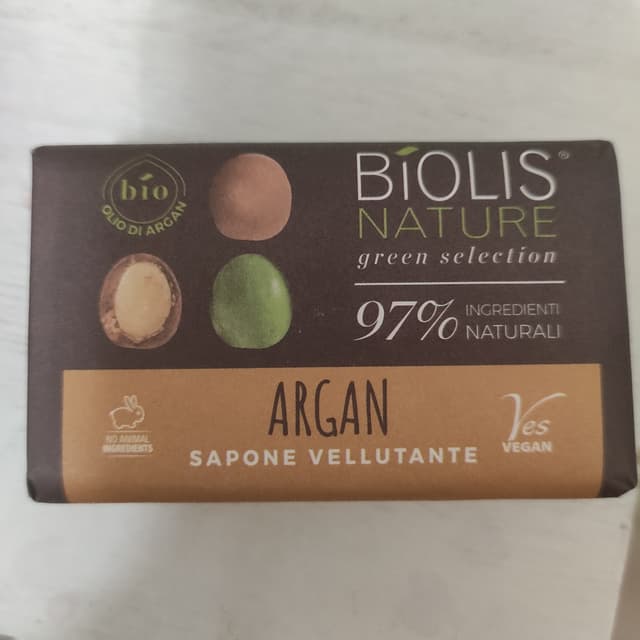 bio
OLIO DI ARGAN
BiOLIS®
NATURE
green selection
97% INGREDIENTI
NATURALI
ARGAN
SAPONE VELLUTANTE
NO ANIMAL
INGREDIENTS
Yes
VEGAN